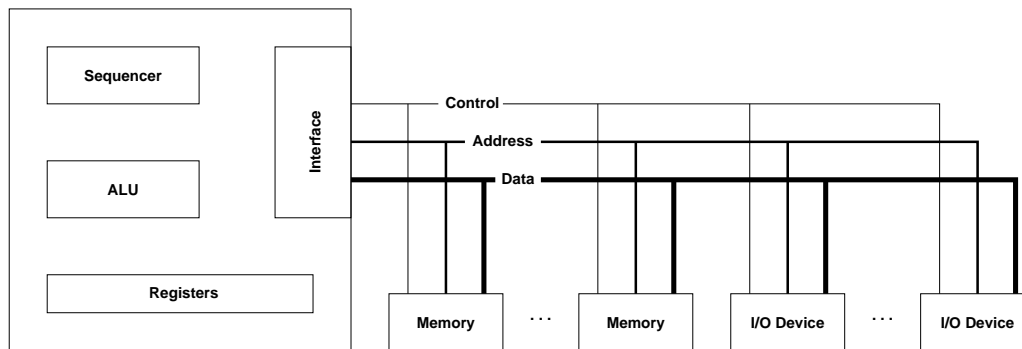 Sequencer
Interface
Control
Address
ALU
Data
Registers
Memory
. . .
Memory
I/O Device
. . .
I/O Device